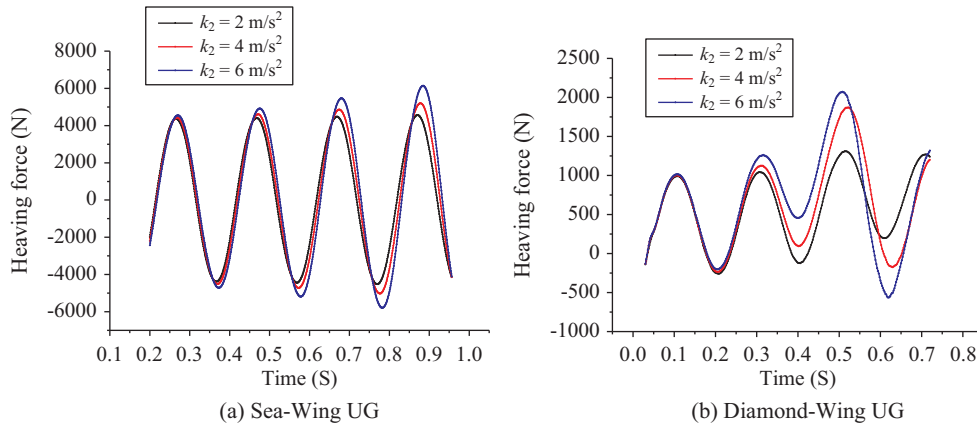 k₂ = 2 m/s²
k₂ = 4 m/s²
k₂ = 6 m/s²
8000
6000
4000
2000
0
-2000
-4000
-6000
Heaving force (N)
0.1 0.2 0.3 0.4 0.5 0.6 0.7 0.8 0.9 1.0
Time (S)
(a) Sea-Wing UG
k₂ = 2 m/s²
k₂ = 4 m/s²
k₂ = 6 m/s²
2500
2000
1500
1000
500
0
-500
-1000
Heaving force (N)
0.0 0.1 0.2 0.3 0.4 0.5 0.6 0.7 0.8
Time (S)
(b) Diamond-Wing UG